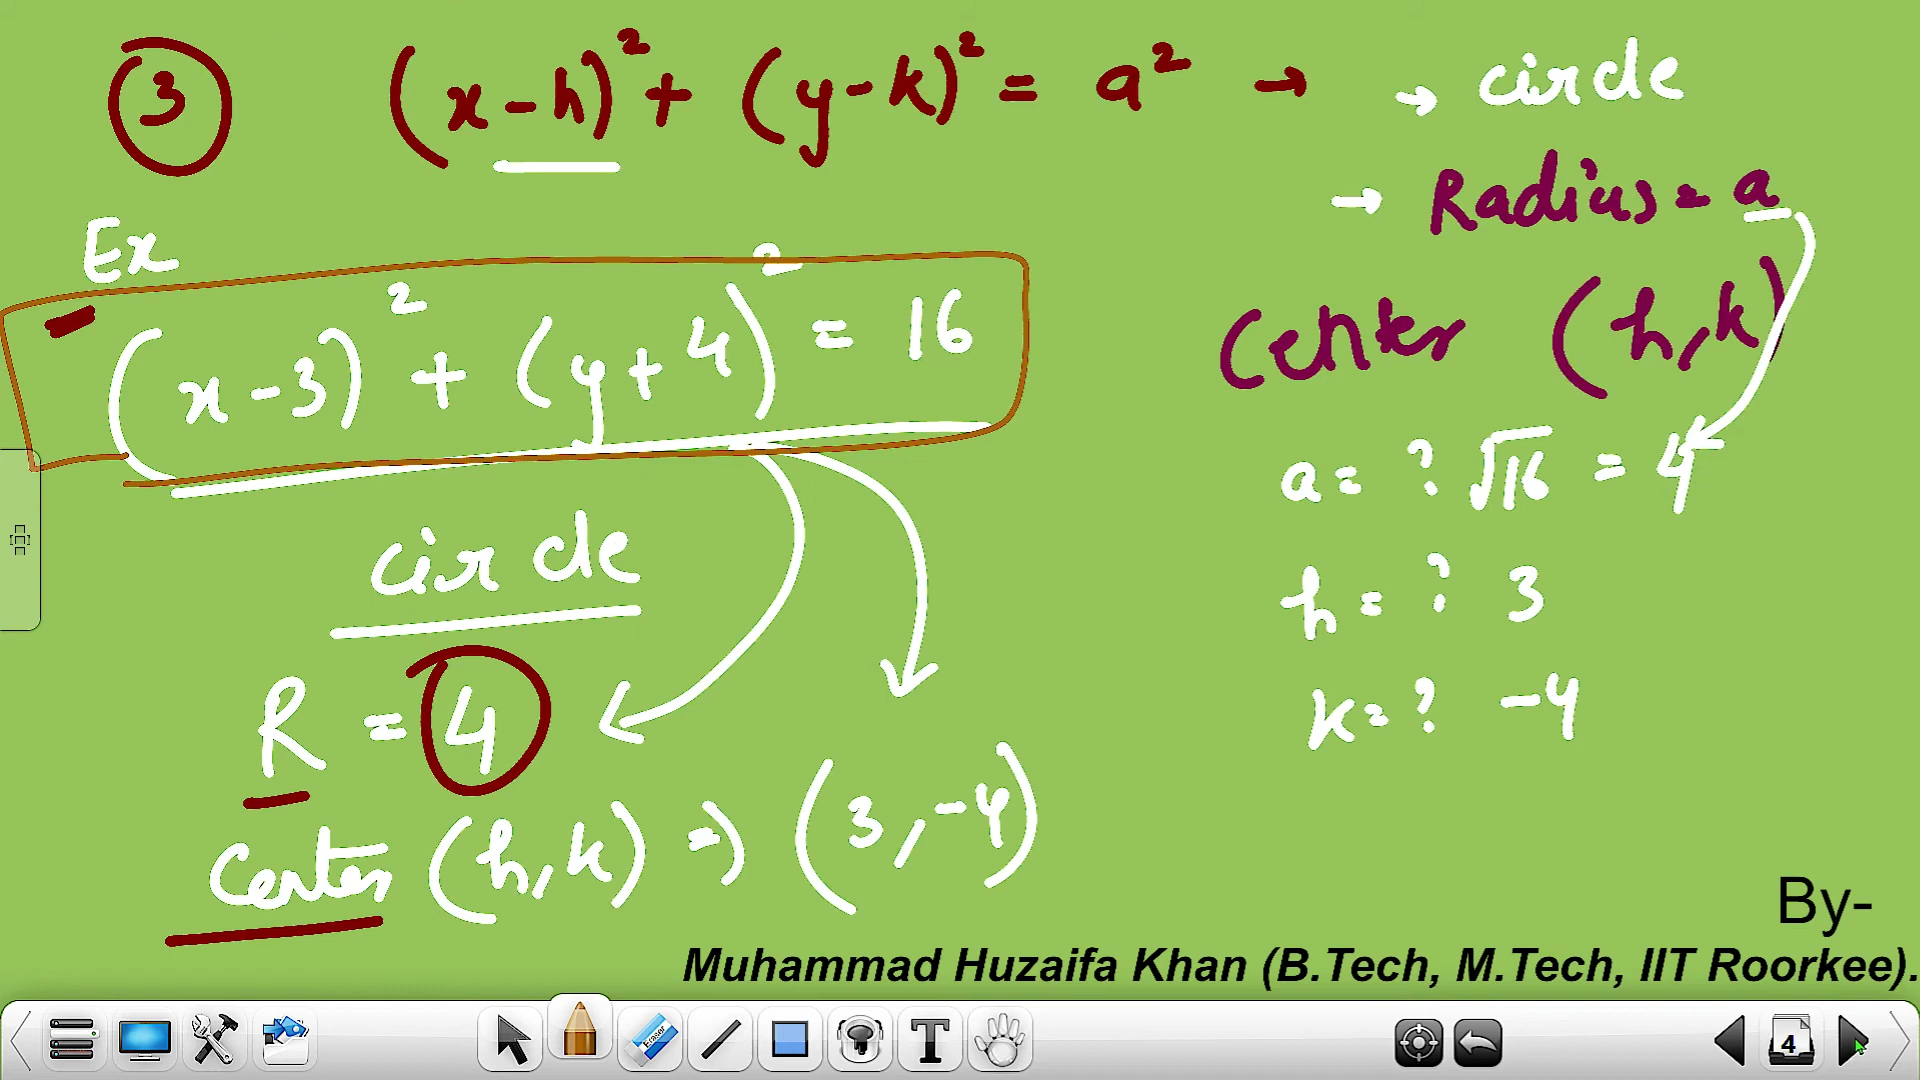 3 (x-h)² + (y-k)² = a² → → circle
→ Radius = a
Ex
(x-3)² + (y+4)² = 16
Center (h,k)
a = ? √16 = 4
circle
h = ? 3
R = 4
k = ? -4
Center (h,k) ⇒ (3,-4)
By-
Muhammad Huzaifa Khan (B.Tech, M.Tech, IIT Roorkee).
Eraser
T
4